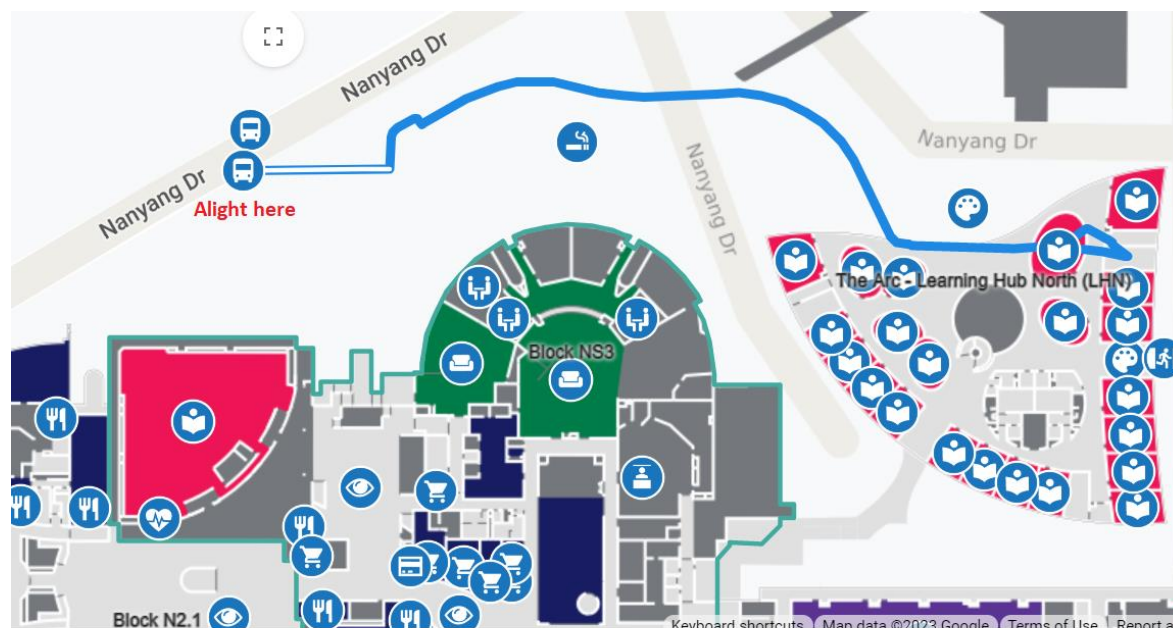 Nanyang Dr
Nanyang Dr
Nanyang Dr
Alight here
Nanyang Dr
The Arc - Learning Hub North (LHN)
Block NS3
Block N2.1
Keyboard shortcuts Map data ©2023 Google Terms of Use Report a